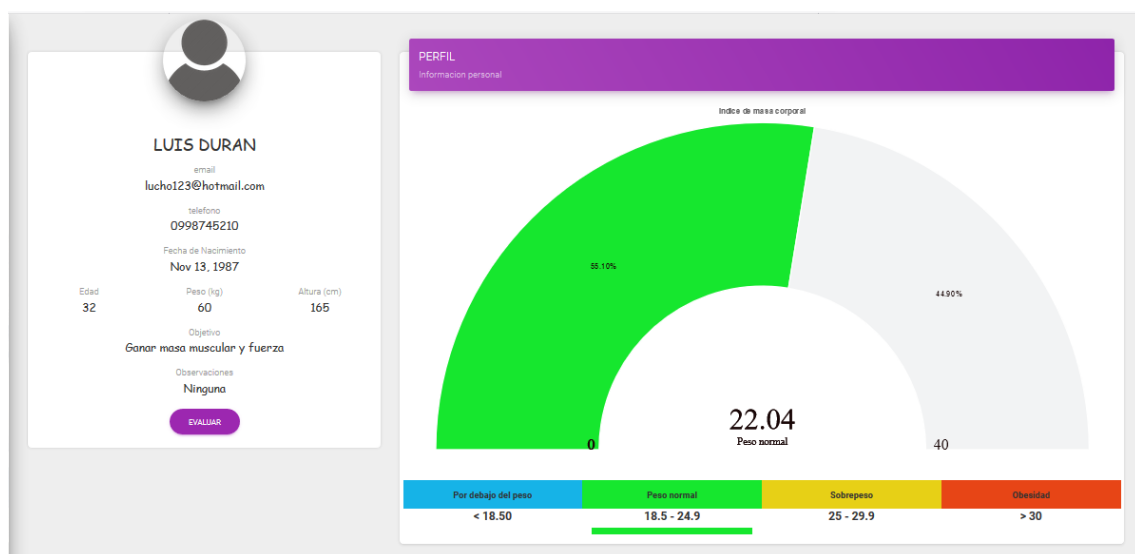 LUIS DURAN
email
lucho123@hotmail.com
telefono
0998745210
Fecha de Nacimiento
Nov 13, 1987
Edad Peso (kg) Altura (cm)
32 60 165
Objetivo
Ganar masa muscular y fuerza
Observaciones
Ninguna
EVALUAR
PERFIL
Informacion personal
Indice de masa corporal
55.10%
44.90%
22.04
Peso normal
0 40
Por debajo del peso Peso normal Sobrepeso Obesidad
< 18.50 18.5 - 24.9 25 - 29.9 > 30